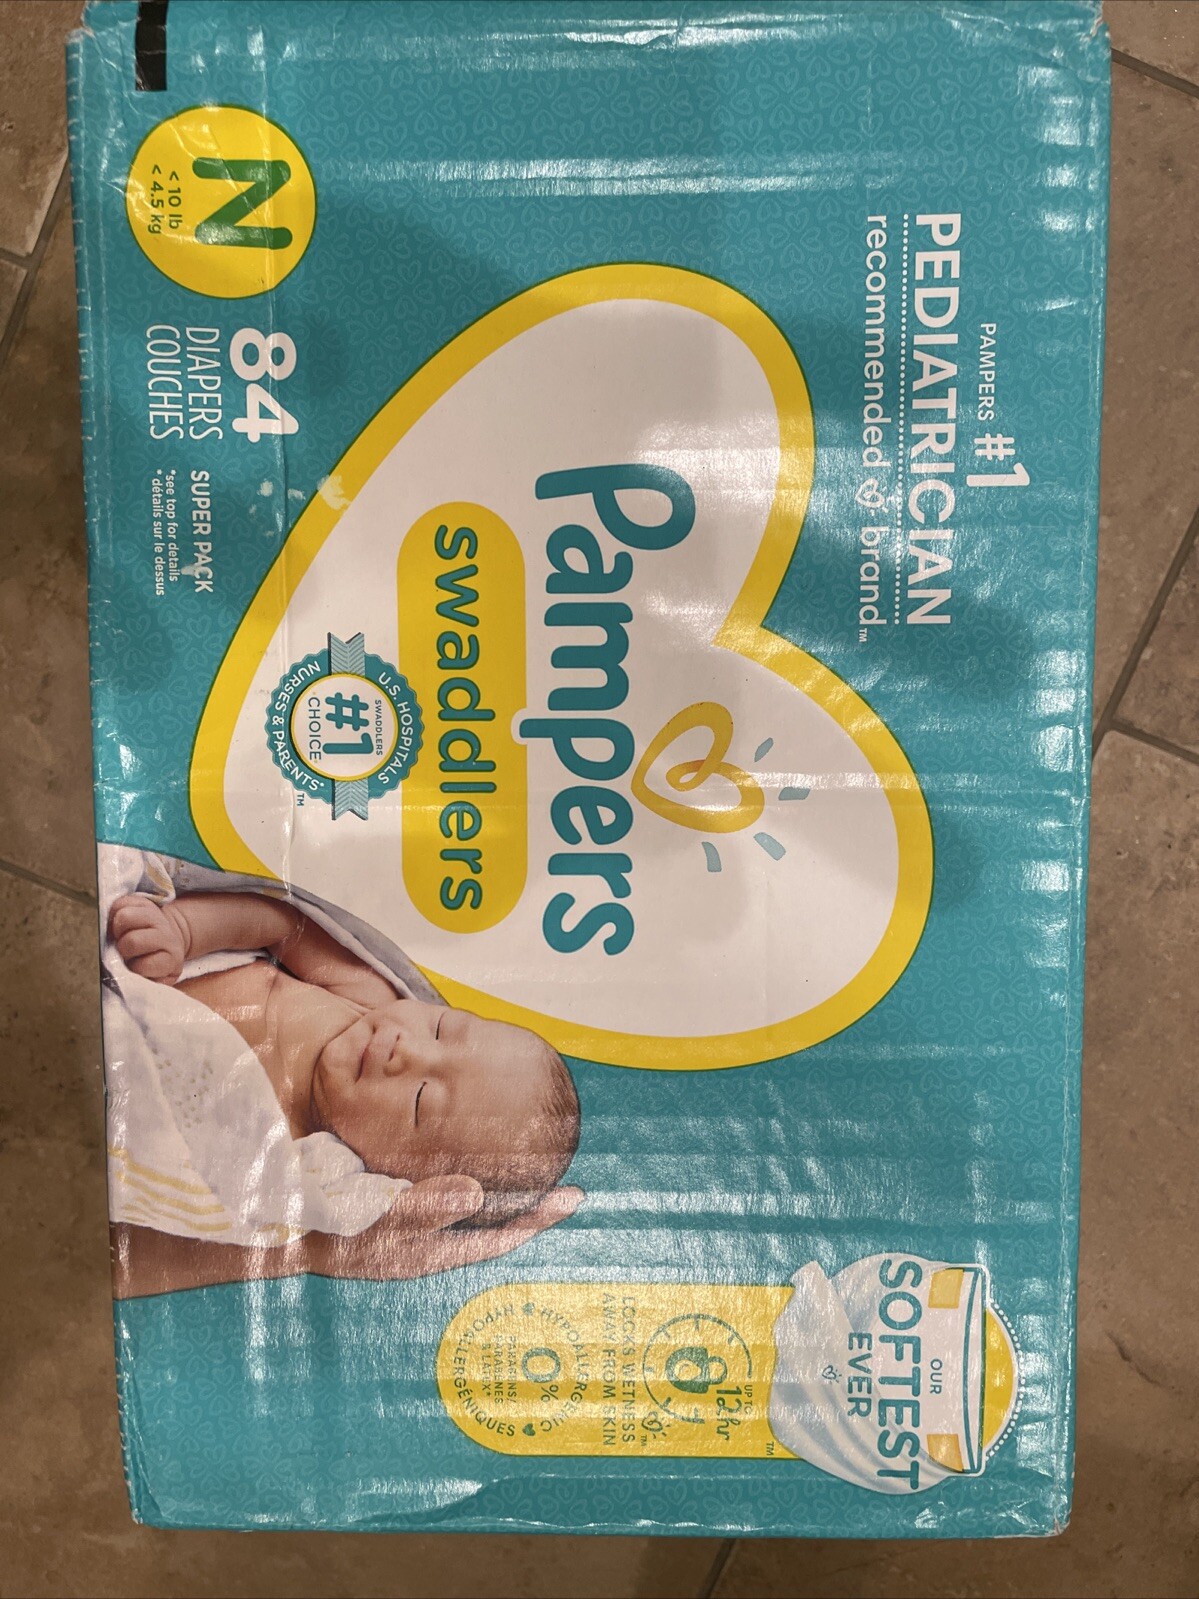 PAMPERS #1
PEDIATRICIAN
recommended brand™
Pampers
swaddlers
U.S. HOSPITALS
SWADDLERS
#1
CHOICE
NURSES & PARENTS™
N
< 10 lb
< 4.5 kg
84
DIAPERS
COUCHES
SUPER PACK
*see top for details
*détails sur le dessus
OUR
SOFTEST
EVER
UP TO
12hr
LOCKS WETNESS
AWAY FROM SKIN
™
HYPOALLERGENIC
0%
PARABENS/
PARABÈNES
& LATEX*
HYPOALLERGÉNIQUES